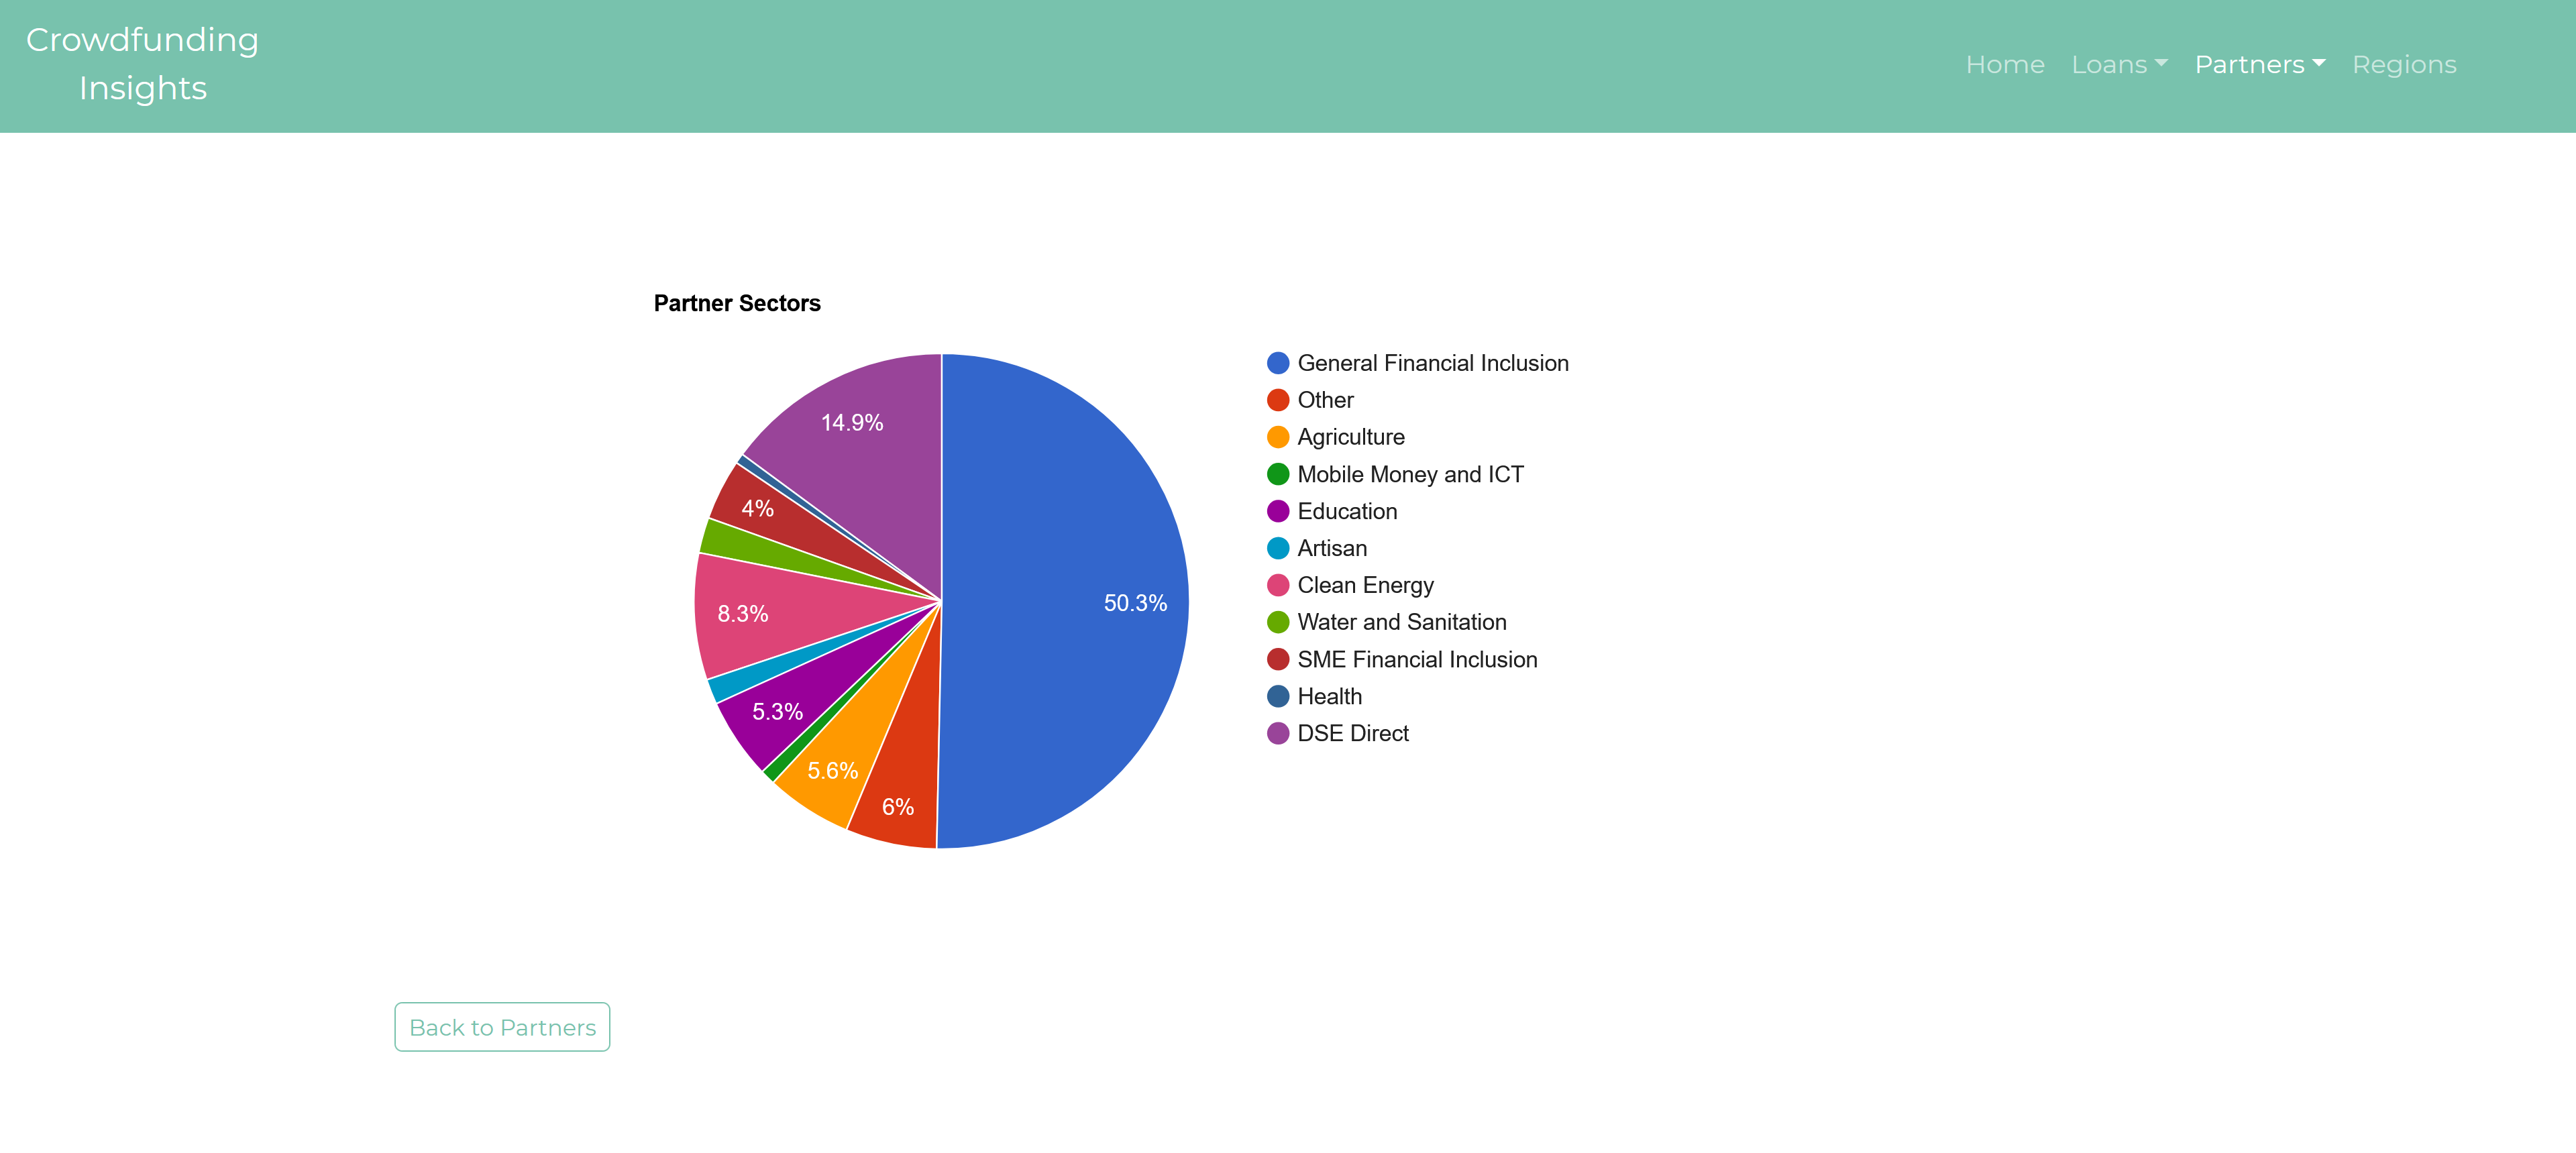 Crowdfunding
Insights
Home Loans Partners Regions
Partner Sectors
14.9%
4%
8.3%
5.3%
5.6%
6%
50.3%
General Financial Inclusion
Other
Agriculture
Mobile Money and ICT
Education
Artisan
Clean Energy
Water and Sanitation
SME Financial Inclusion
Health
DSE Direct
Back to Partners